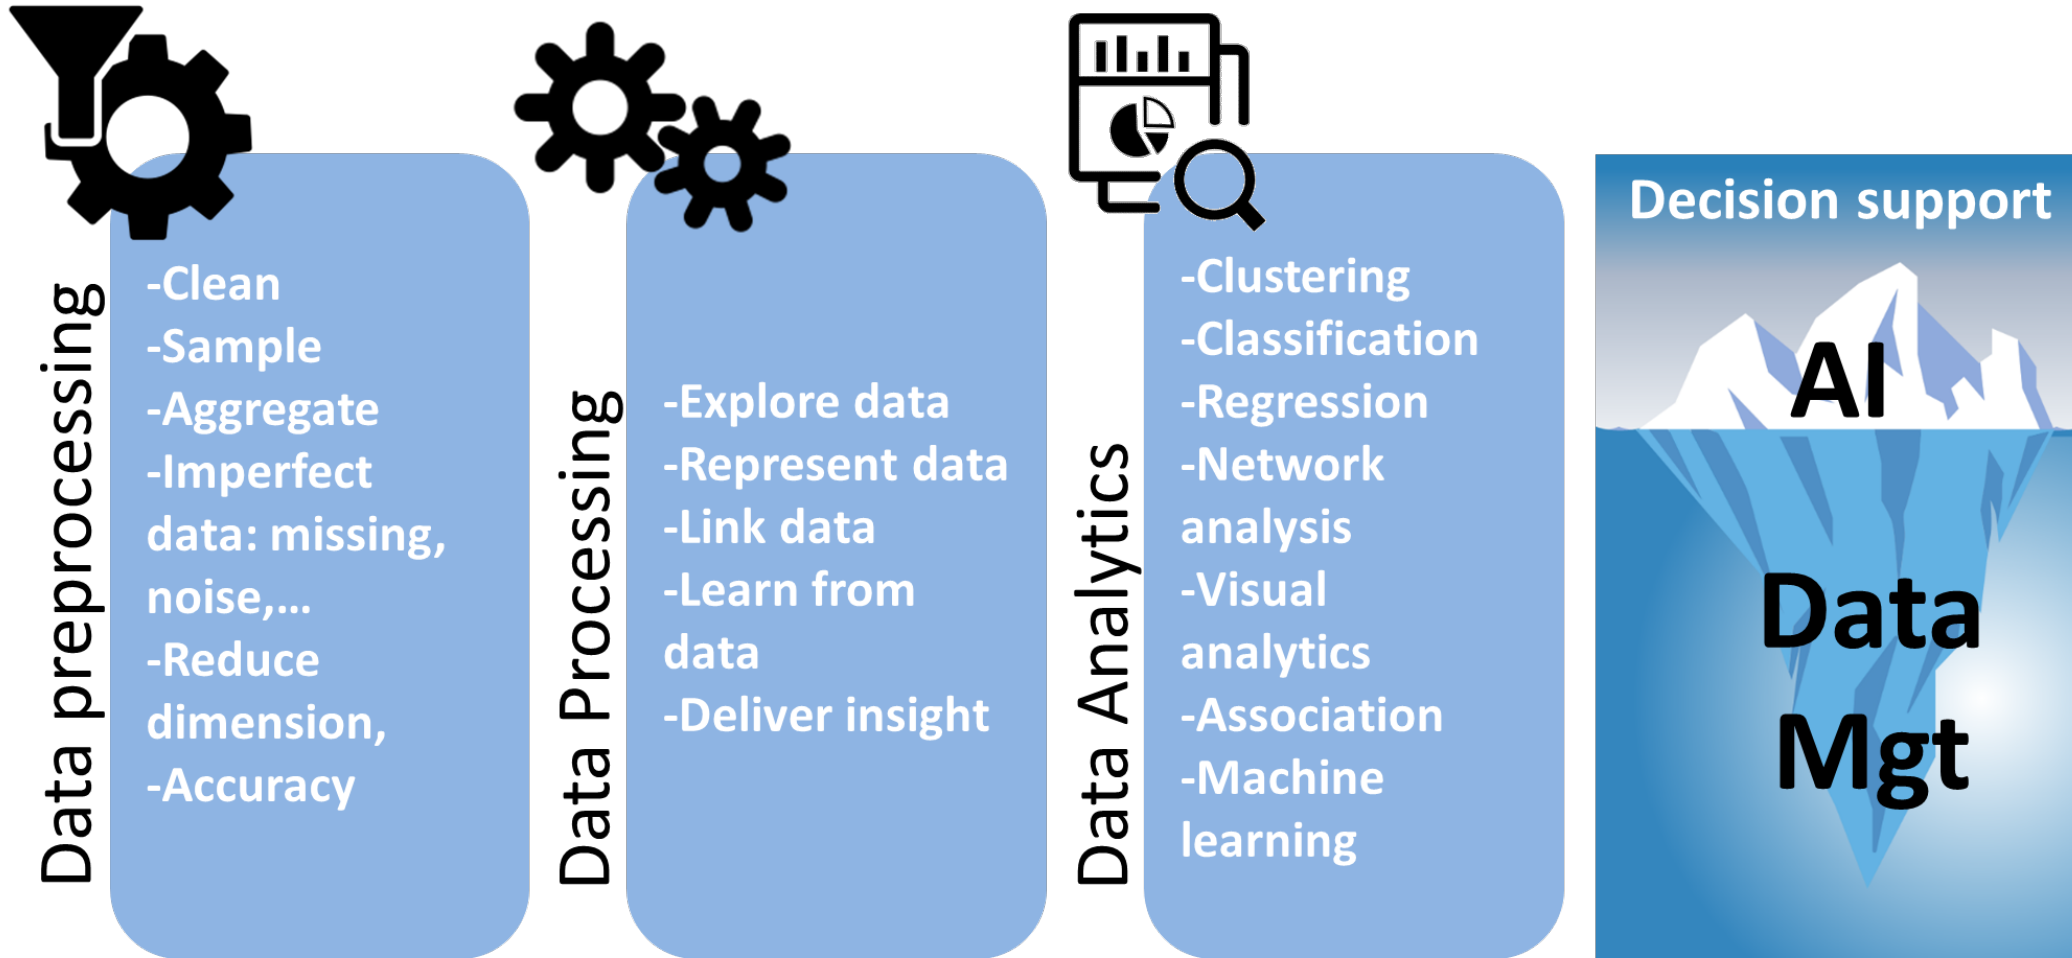 Data preprocessing
-Clean
-Sample
-Aggregate
-Imperfect
data: missing,
noise,...
-Reduce
dimension,
-Accuracy
Data Processing
-Explore data
-Represent data
-Link data
-Learn from
data
-Deliver insight
Data Analytics
-Clustering
-Classification
-Regression
-Network
analysis
-Visual
analytics
-Association
-Machine
learning
Decision support
AI
Data
Mgt